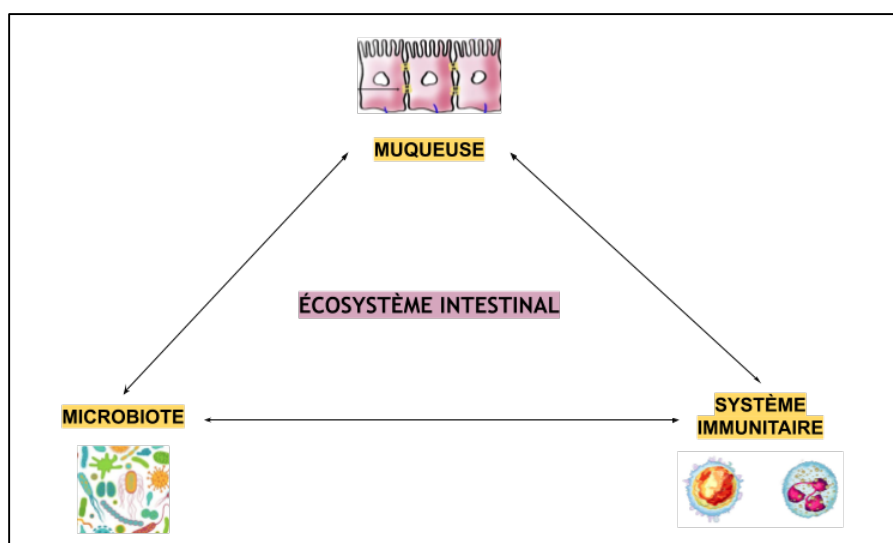 MUQUEUSE
ÉCOSYSTÈME INTESTINAL
MICROBIOTE
SYSTÈME
IMMUNITAIRE